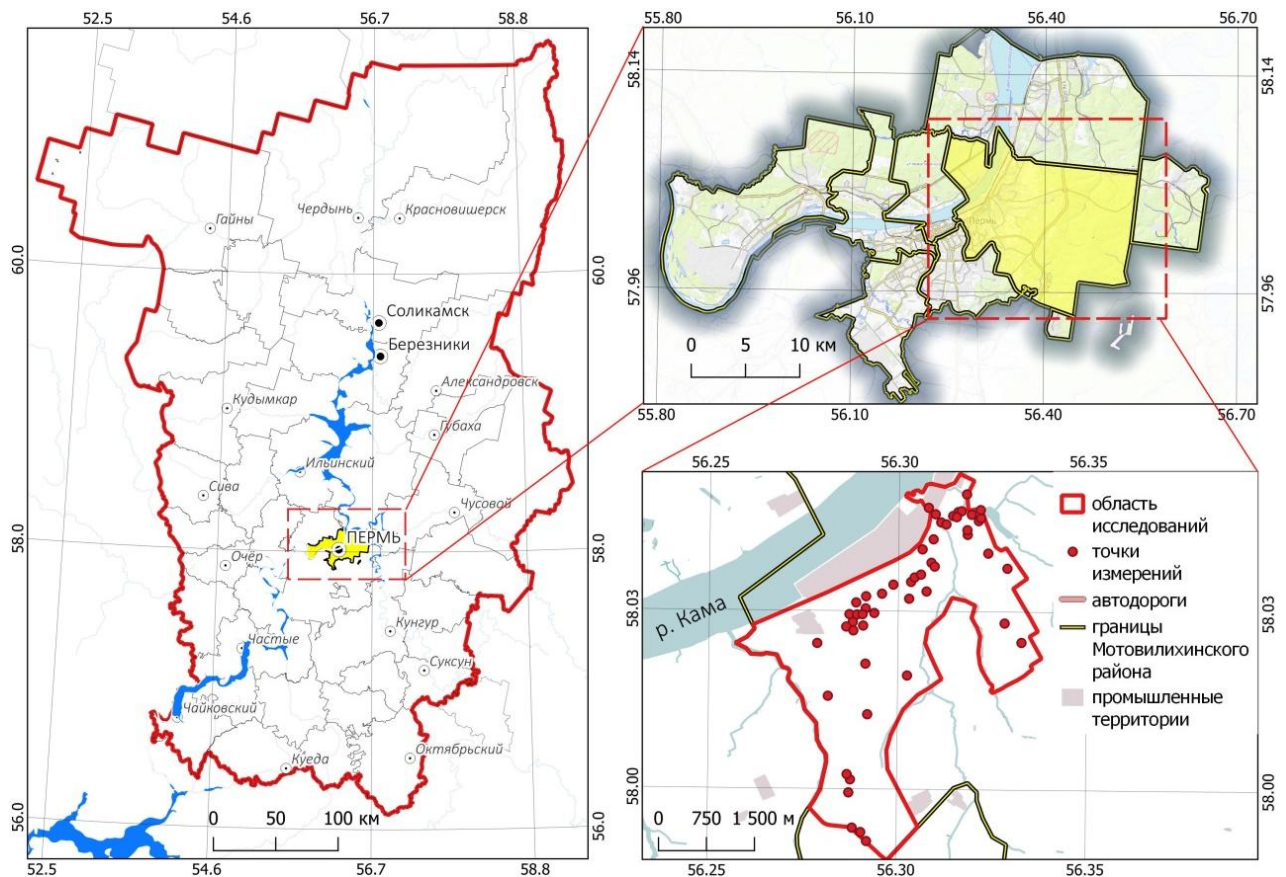 52.5 54.6 56.7 58.8
Гайны
Чердынь
Красновишерск
60.0
60.0
Соликамск
Березники
Александровск
Кудымкар
Губаха
Ильинский
Сива
Чусовой
58.0
ПЕРМЬ
58.0
Очёр
Частые
Кунгур
Суксун
Чайковский
Октябрьский
Куеда
56.0
0 50 100 км
56.0
52.5 54.6 56.7 58.8
55.80 56.10 56.40 56.70
58.14
58.14
Пермь
57.96
57.96
0 5 10 км
55.80 56.10 56.40 56.70
56.25 56.30 56.35
область
исследований
точки
измерений
автодороги
границы
Мотовилихинского
района
промышленные
территории
58.03
р. Кама
58.03
58.00
58.00
0 750 1 500 м
56.25 56.30 56.35